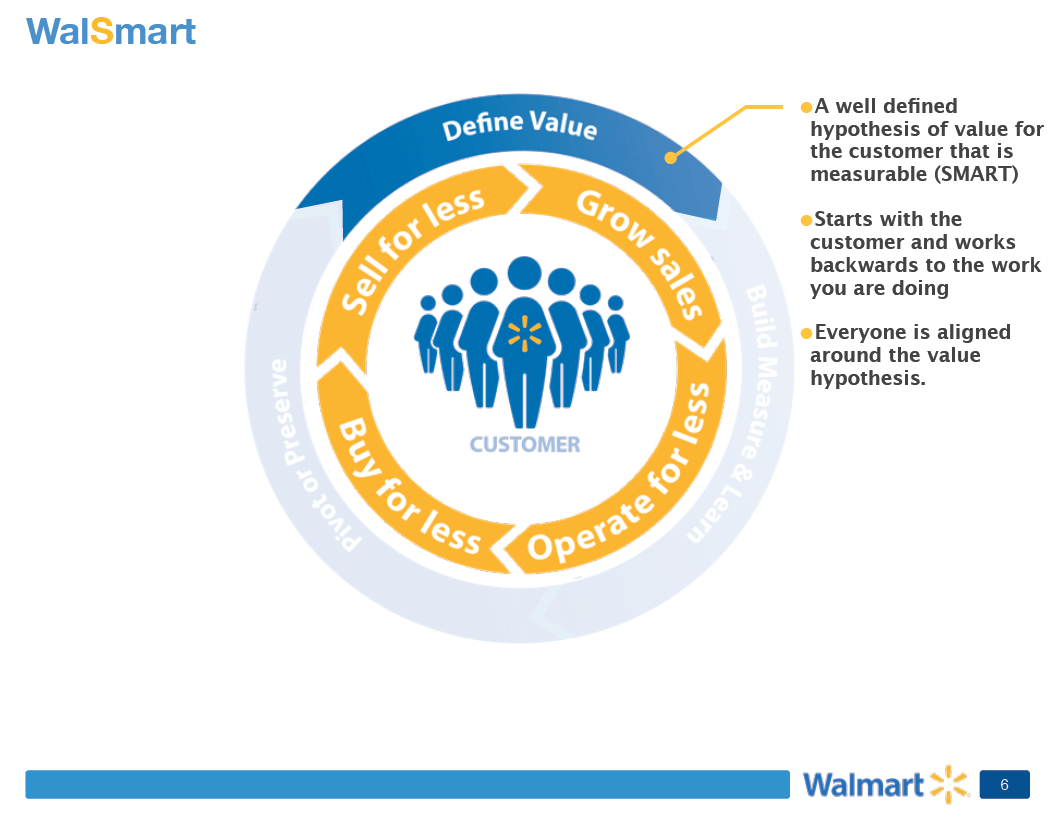 WalSmart
Define Value
Build Measure & Learn
Pivot or Preserve
Sell for less
Grow sales
Operate for less
Buy for less
CUSTOMER
●A well defined
hypothesis of value for
the customer that is
measurable (SMART)
●Starts with the
customer and works
backwards to the work
you are doing
●Everyone is aligned
around the value
hypothesis.
Walmart
6